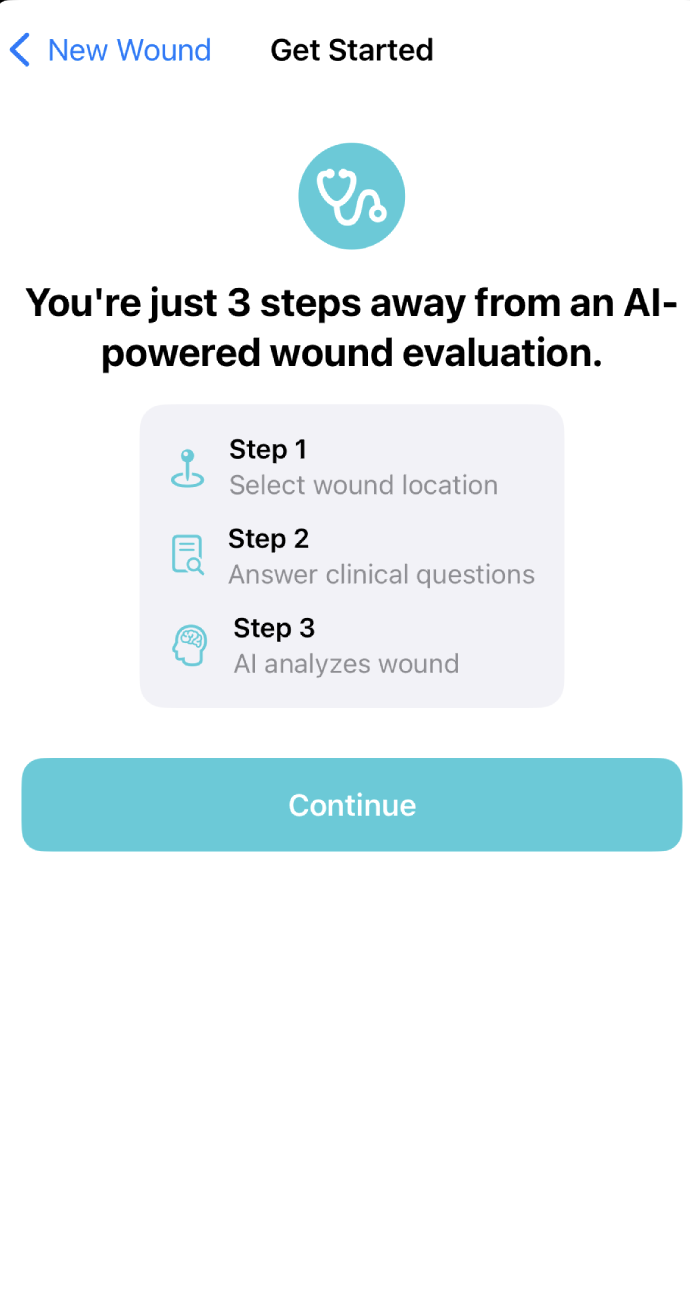 New Wound
Get Started
You're just 3 steps away from an AI-
powered wound evaluation.
Step 1
Select wound location
Step 2
Answer clinical questions
Step 3
AI analyzes wound
Continue